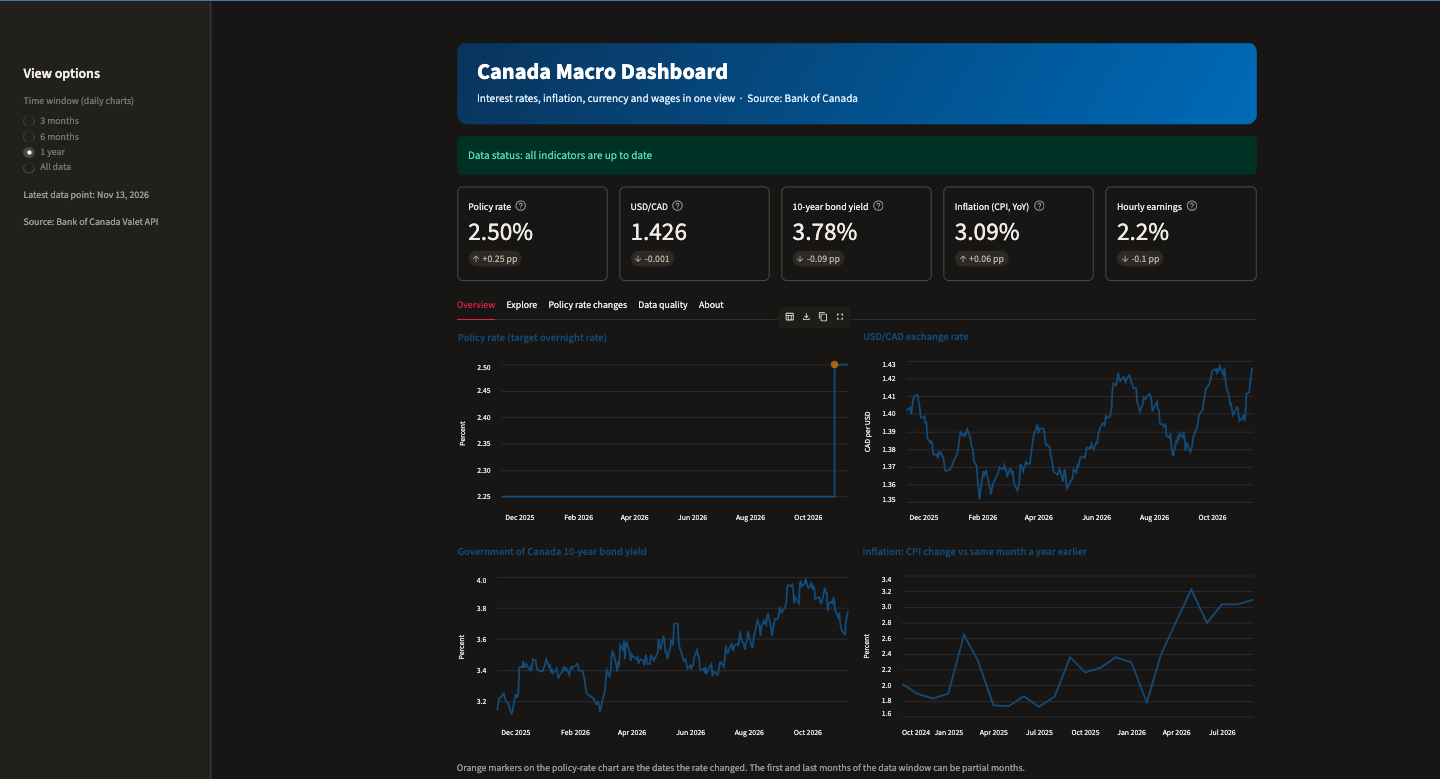 View options
Time window (daily charts)
3 months
6 months
1 year
All data
Latest data point: Nov 13, 2026
Source: Bank of Canada Valet API
Canada Macro Dashboard
Interest rates, inflation, currency and wages in one view · Source: Bank of Canada
Data status: all indicators are up to date
Policy rate
2.50%
↑ +0.25 pp
USD/CAD
1.426
↓ -0.001
10-year bond yield
3.78%
↓ -0.09 pp
Inflation (CPI, YoY)
3.09%
↑ +0.06 pp
Hourly earnings
2.2%
↓ -0.1 pp
Overview Explore Policy rate changes Data quality About
Policy rate (target overnight rate)
Percent
2.50
2.45
2.40
2.35
2.30
2.25
Dec 2025 Feb 2026 Apr 2026 Jun 2026 Aug 2026 Oct 2026
USD/CAD exchange rate
CAD per USD
1.43
1.42
1.41
1.40
1.39
1.38
1.37
1.36
1.35
Dec 2025 Feb 2026 Apr 2026 Jun 2026 Aug 2026 Oct 2026
Government of Canada 10-year bond yield
Percent
4.0
3.8
3.6
3.4
3.2
Dec 2025 Feb 2026 Apr 2026 Jun 2026 Aug 2026 Oct 2026
Inflation: CPI change vs same month a year earlier
Percent
3.4
3.2
3.0
2.8
2.6
2.4
2.2
2.0
1.8
1.6
Oct 2024 Jan 2025 Apr 2025 Jul 2025 Oct 2025 Jan 2026 Apr 2026 Jul 2026
Orange markers on the policy-rate chart are the dates the rate changed. The first and last months of the data window can be partial months.